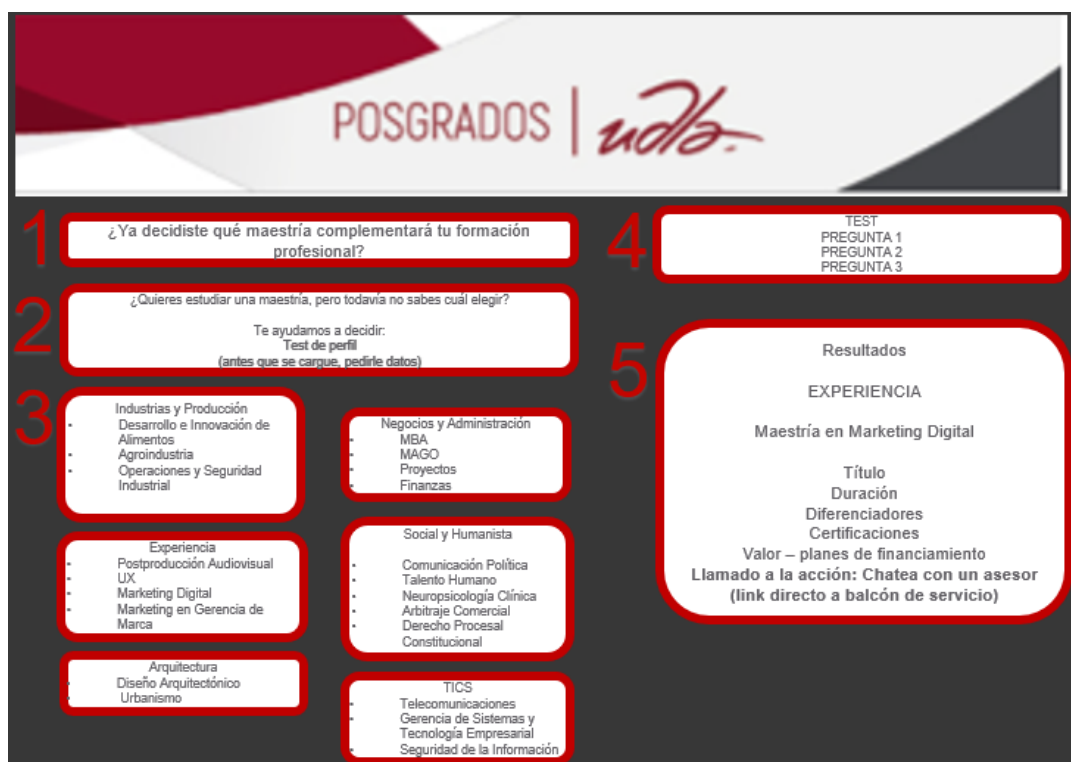 POSGRADOS | udla-
1
¿Ya decidiste qué maestría complementará tu formación
profesional?
2
¿Quieres estudiar una maestría, pero todavía no sabes cuál elegir?
Te ayudamos a decidir:
Test de perfil
(antes que se cargue, pedirle datos)
3
Industrias y Producción
• Desarrollo e Innovación de
Alimentos
• Agroindustria
• Operaciones y Seguridad
Industrial
Experiencia
• Postproducción Audiovisual
• UX
• Marketing Digital
• Marketing en Gerencia de
Marca
Arquitectura
• Diseño Arquitectónico
• Urbanismo
Negocios y Administración
• MBA
• MAGO
• Proyectos
• Finanzas
Social y Humanista
• Comunicación Política
• Talento Humano
• Neuropsicología Clínica
• Arbitraje Comercial
• Derecho Procesal
Constitucional
TICS
• Telecomunicaciones
• Gerencia de Sistemas y
Tecnología Empresarial
• Seguridad de la Información
4
TEST
PREGUNTA 1
PREGUNTA 2
PREGUNTA 3
5
Resultados
EXPERIENCIA
Maestría en Marketing Digital
Título
Duración
Diferenciadores
Certificaciones
Valor – planes de financiamiento
Llamado a la acción: Chatea con un asesor
(link directo a balcón de servicio)